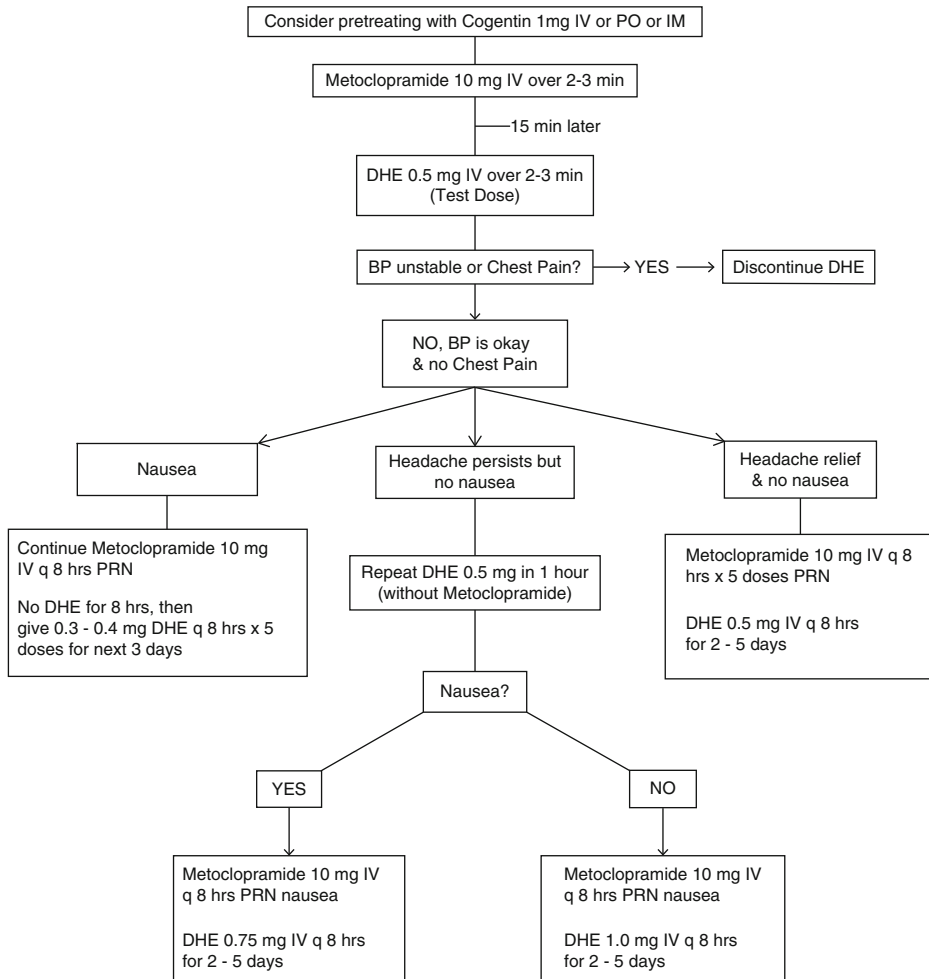 Consider pretreating with Cogentin 1mg IV or PO or IM
Metoclopramide 10 mg IV over 2-3 min
15 min later
DHE 0.5 mg IV over 2-3 min
(Test Dose)
BP unstable or Chest Pain?
YES
Discontinue DHE
NO, BP is okay
& no Chest Pain
Nausea
Continue Metoclopramide 10 mg
IV q 8 hrs PRN
No DHE for 8 hrs, then
give 0.3 - 0.4 mg DHE q 8 hrs x 5
doses for next 3 days
Headache persists but
no nausea
Repeat DHE 0.5 mg in 1 hour
(without Metoclopramide)
Headache relief
& no nausea
Metoclopramide 10 mg IV q 8
hrs x 5 doses PRN
DHE 0.5 mg IV q 8 hrs
for 2 - 5 days
Nausea?
YES
Metoclopramide 10 mg IV
q 8 hrs PRN nausea
DHE 0.75 mg IV q 8 hrs
for 2 - 5 days
NO
Metoclopramide 10 mg IV
q 8 hrs PRN nausea
DHE 1.0 mg IV q 8 hrs
for 2 - 5 days